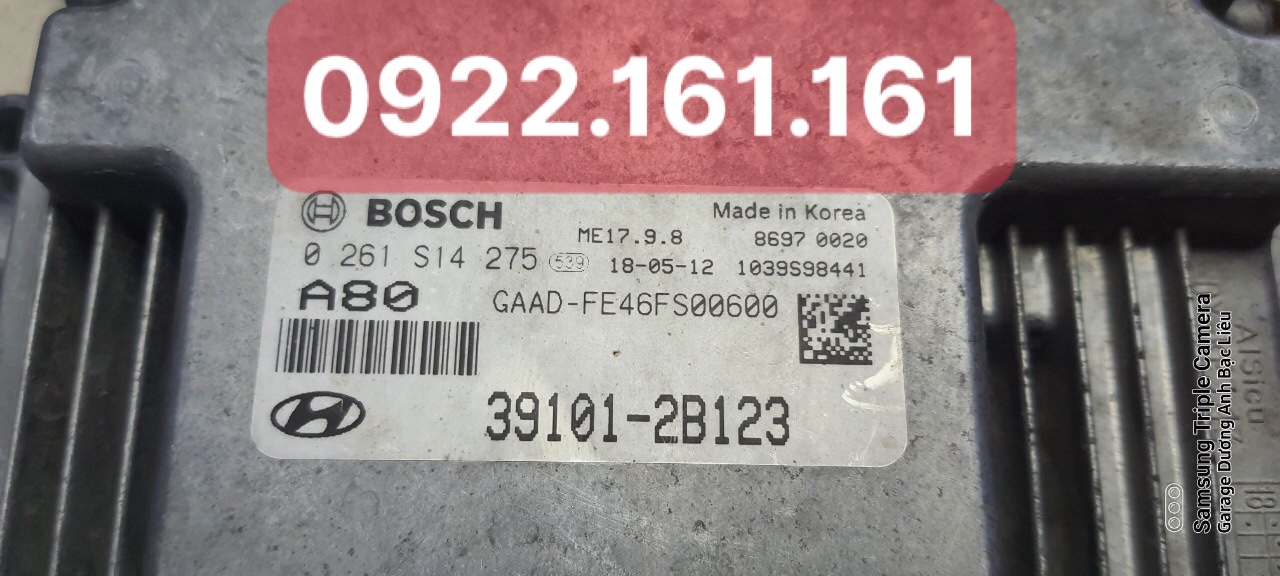 0922.161.161
BOSCH
Made in Korea
ME17.9.8
8697 0020
0 261 S14 275
539
18-05-12
1039S98441
A80
GAAD-FE46FS00600
39101-2B123
AlSiCu
Samsung Triple Camera
Garage Dương Anh Bạc Liêu